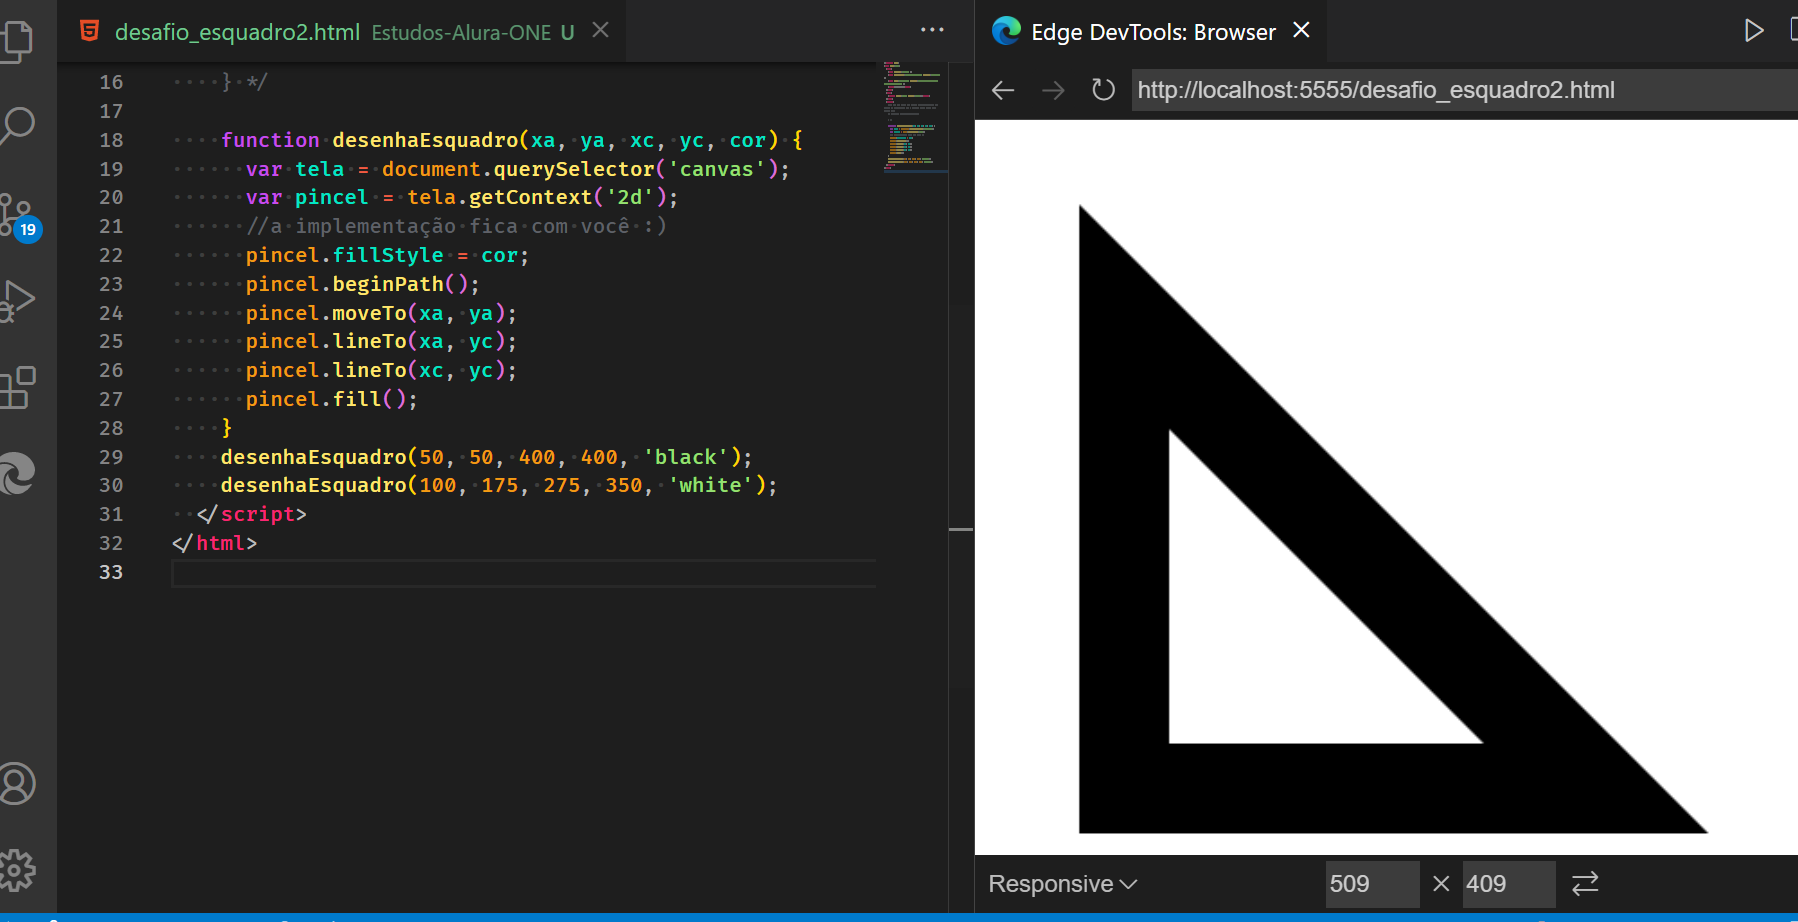 desafio_esquadro2.html Estudos-Alura-ONE U
Edge DevTools: Browser
http://localhost:5555/desafio_esquadro2.html
19
16 } */
17
18 function desenhaEsquadro(xa, ya, xc, yc, cor) {
19 var tela = document.querySelector('canvas');
20 var pincel = tela.getContext('2d');
21 //a implementação fica com você :)
22 pincel.fillStyle = cor;
23 pincel.beginPath();
24 pincel.moveTo(xa, ya);
25 pincel.lineTo(xa, yc);
26 pincel.lineTo(xc, yc);
27 pincel.fill();
28 }
29 desenhaEsquadro(50, 50, 400, 400, 'black');
30 desenhaEsquadro(100, 175, 275, 350, 'white');
31 </script>
32 </html>
33
Responsive 509 × 409